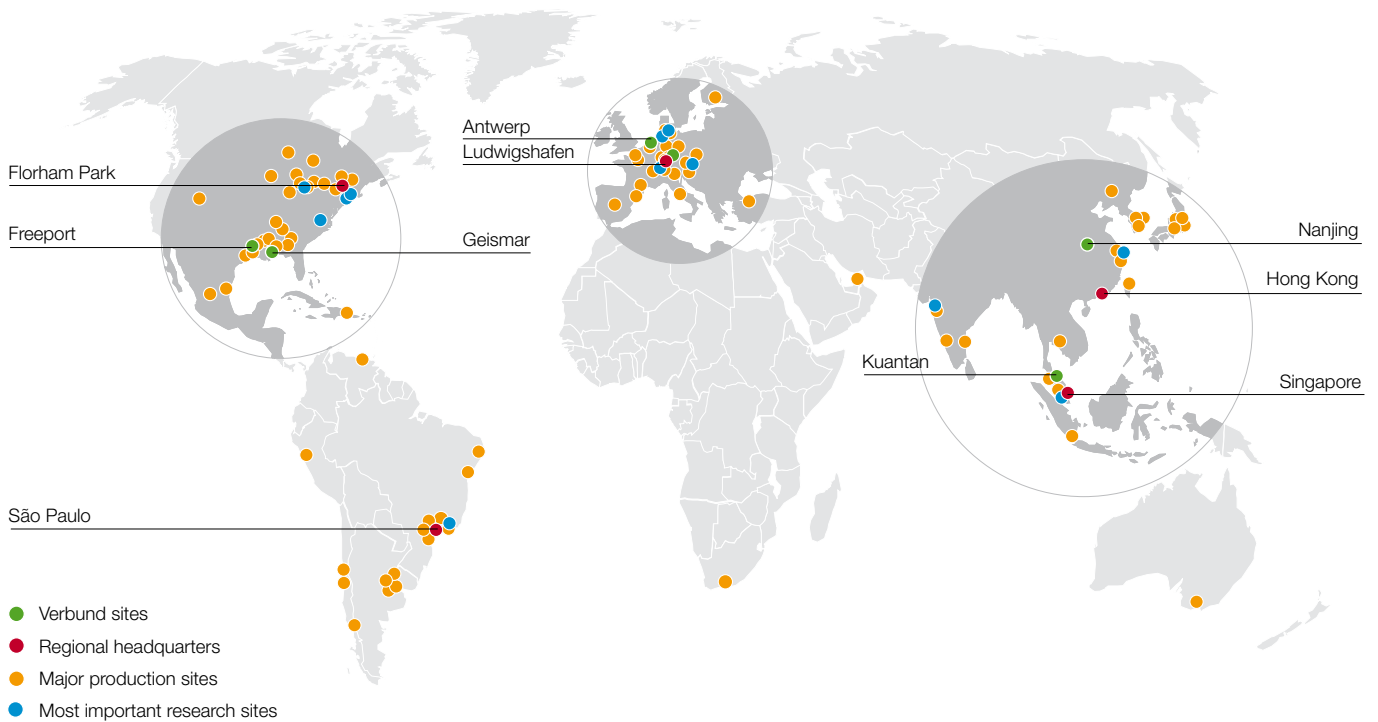 Antwerp
Ludwigshafen
Florham Park
Freeport
Geismar
Nanjing
Hong Kong
Kuantan
Singapore
São Paulo
Verbund sites
Regional headquarters
Major production sites
Most important research sites